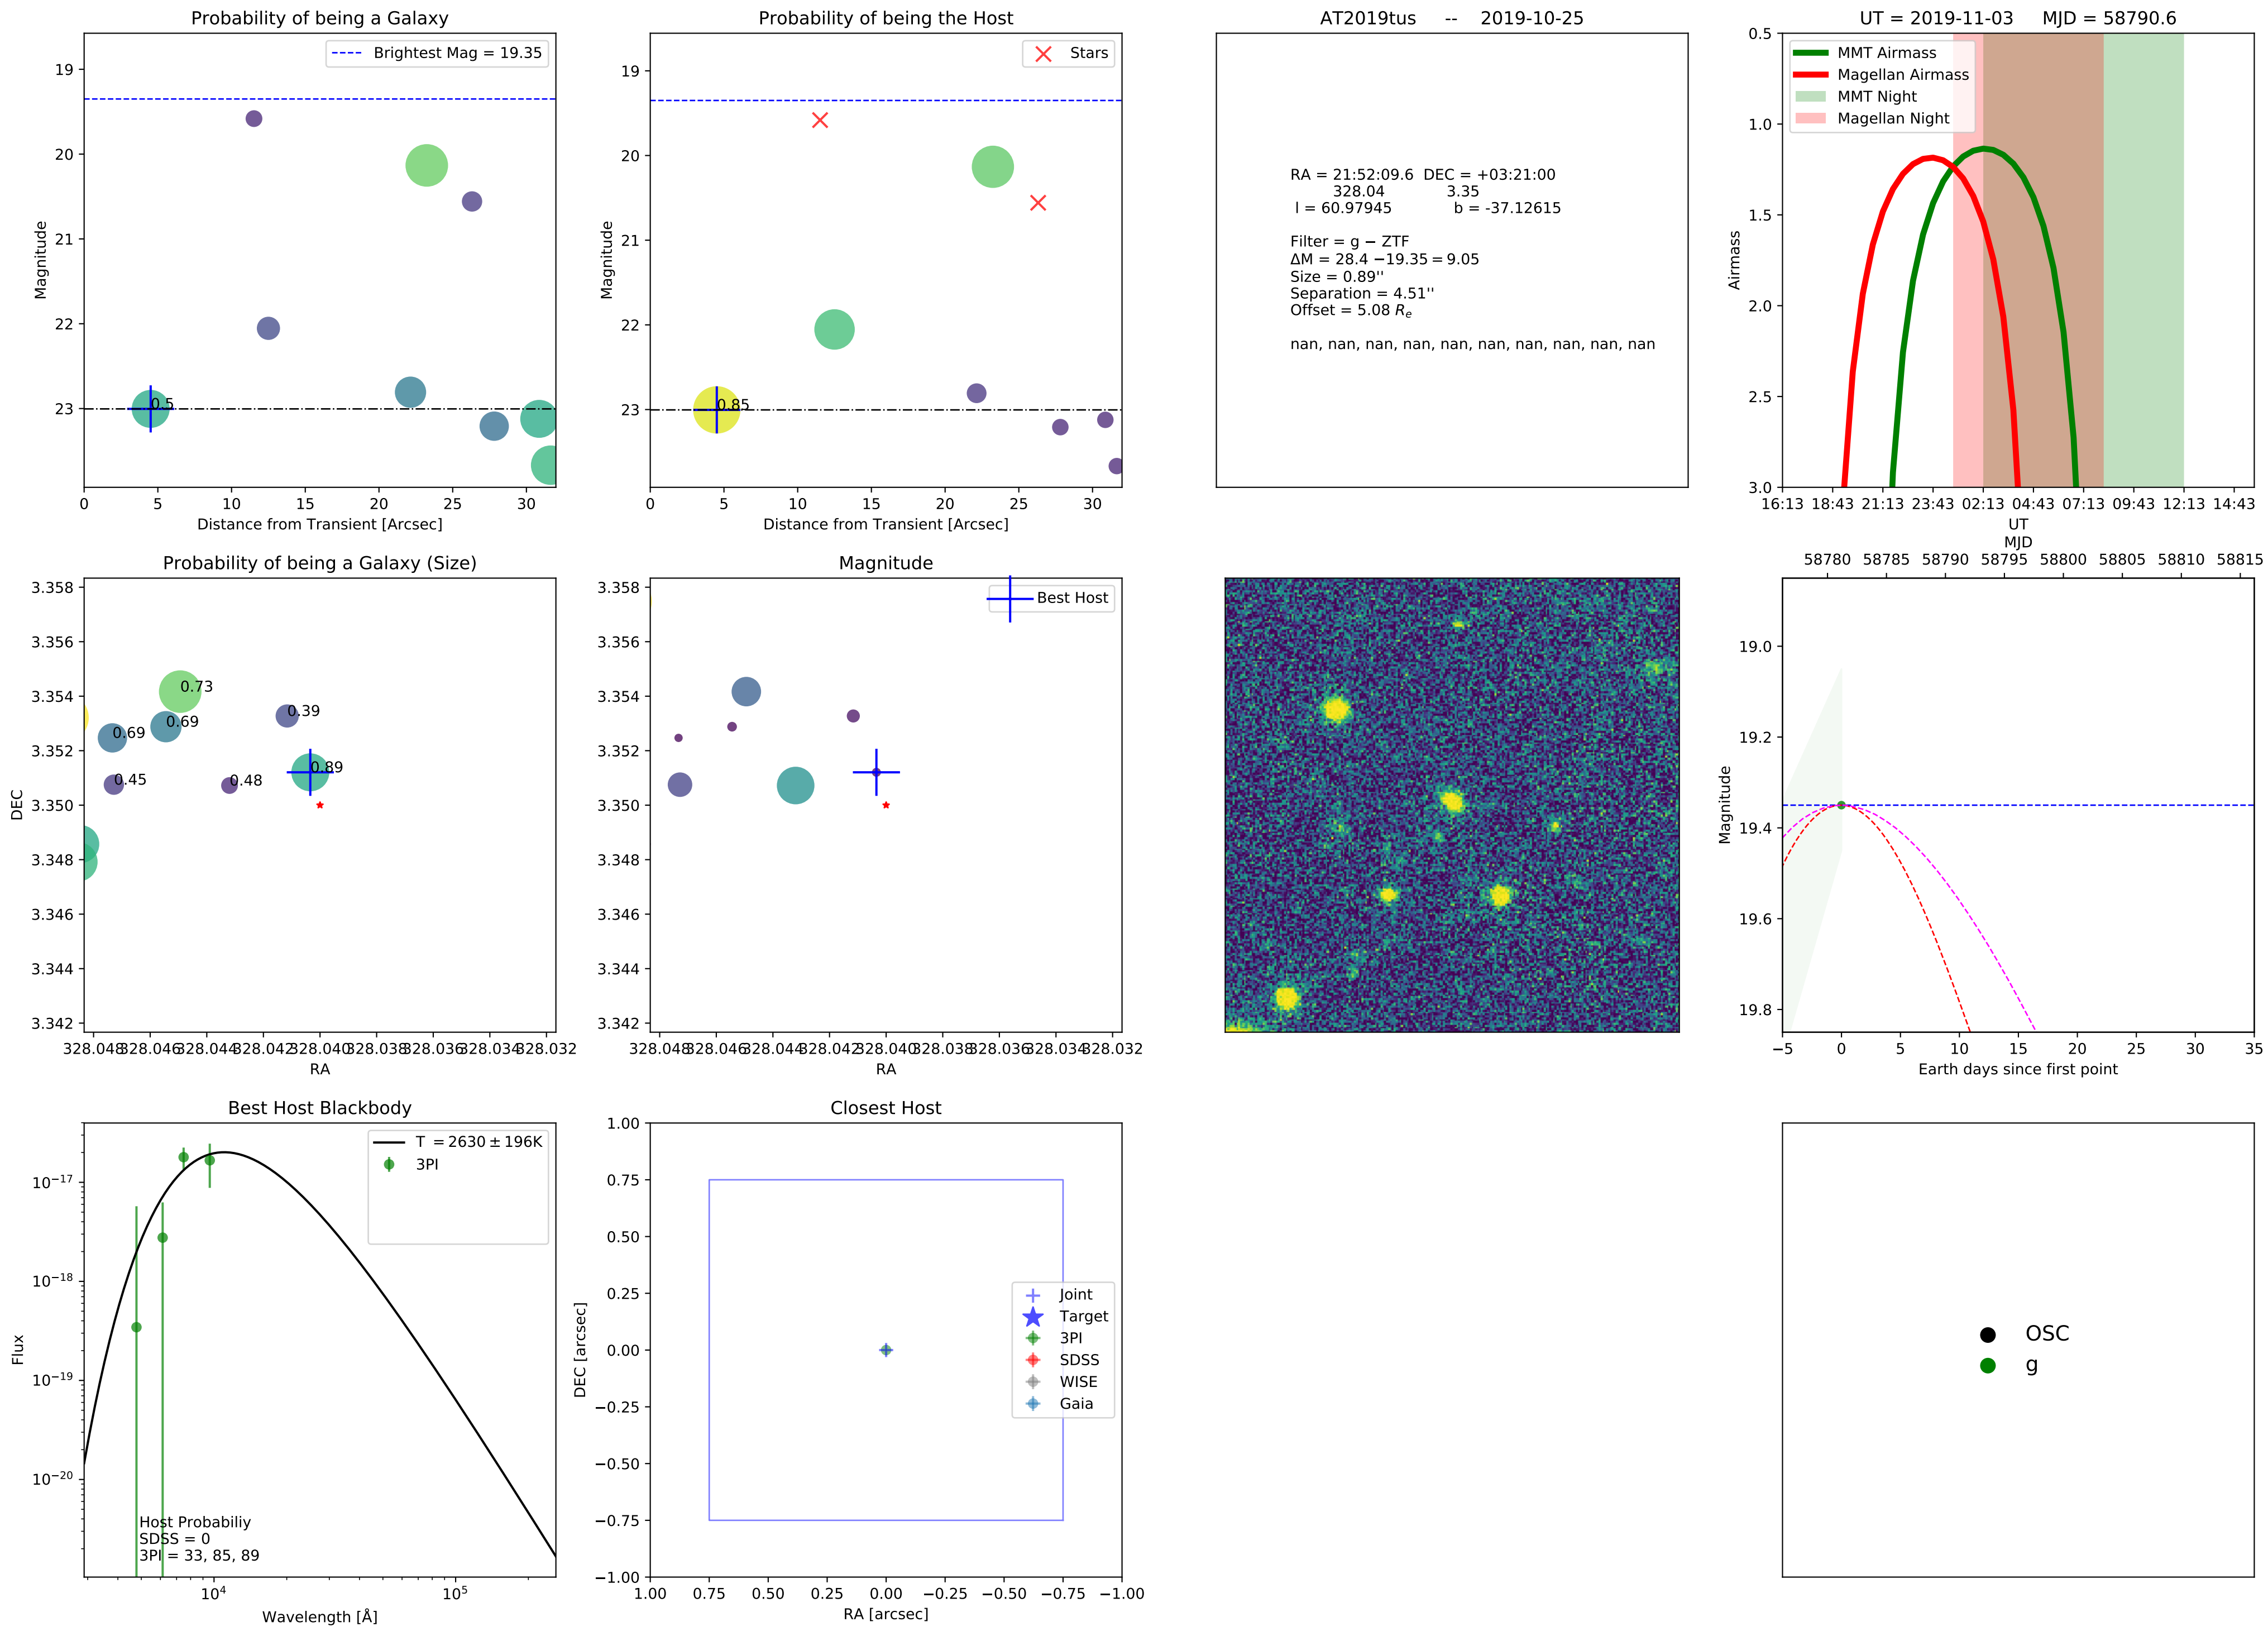 Probability of being a Galaxy
Brightest Mag = 19.35
19
20
21
22
23
Magnitude
0.5
0 5 10 15 20 25 30
Distance from Transient [Arcsec]
Probability of being the Host
Stars
19
20
21
22
23
Magnitude
0.85
0 5 10 15 20 25 30
Distance from Transient [Arcsec]
AT2019tus -- 2019-10-25
RA = 21:52:09.6 DEC = +03:21:00
328.04 3.35
l = 60.97945 b = -37.12615
Filter = g − ZTF
ΔM = 28.4 −19.35 = 9.05
Size = 0.89''
Separation = 4.51''
Offset = 5.08 Re
nan, nan, nan, nan, nan, nan, nan, nan, nan, nan
UT = 2019-11-03 MJD = 58790.6
MMT Airmass
Magellan Airmass
MMT Night
Magellan Night
0.5
1.0
1.5
2.0
2.5
3.0
Airmass
16:13 18:43 21:13 23:43 02:13 04:43 07:13 09:43 12:13 14:43
UT
Probability of being a Galaxy (Size)
3.358
3.356
3.354
3.352
3.350
3.348
3.346
3.344
3.342
DEC
0.73
0.69
0.39
0.69
0.89
0.45
0.48
328.048 328.046 328.044 328.042 328.040 328.038 328.036 328.034 328.032
RA
Magnitude
Best Host
3.358
3.356
3.354
3.352
3.350
3.348
3.346
3.344
3.342
328.048 328.046 328.044 328.042 328.040 328.038 328.036 328.034 328.032
RA
MJD
58780 58785 58790 58795 58800 58805 58810 58815
19.0
19.2
19.4
19.6
19.8
Magnitude
−5 0 5 10 15 20 25 30 35
Earth days since first point
Best Host Blackbody
T = 2630 ± 196K
3PI
10−17
10−18
10−19
10−20
Flux
Host Probabiliy
SDSS = 0
3PI = 33, 85, 89
104 105
Wavelength [Å]
Closest Host
1.00
0.75
0.50
0.25
0.00
−0.25
−0.50
−0.75
−1.00
DEC [arcsec]
Joint
Target
3PI
SDSS
WISE
Gaia
1.00 0.75 0.50 0.25 0.00 −0.25 −0.50 −0.75 −1.00
RA [arcsec]
OSC
g